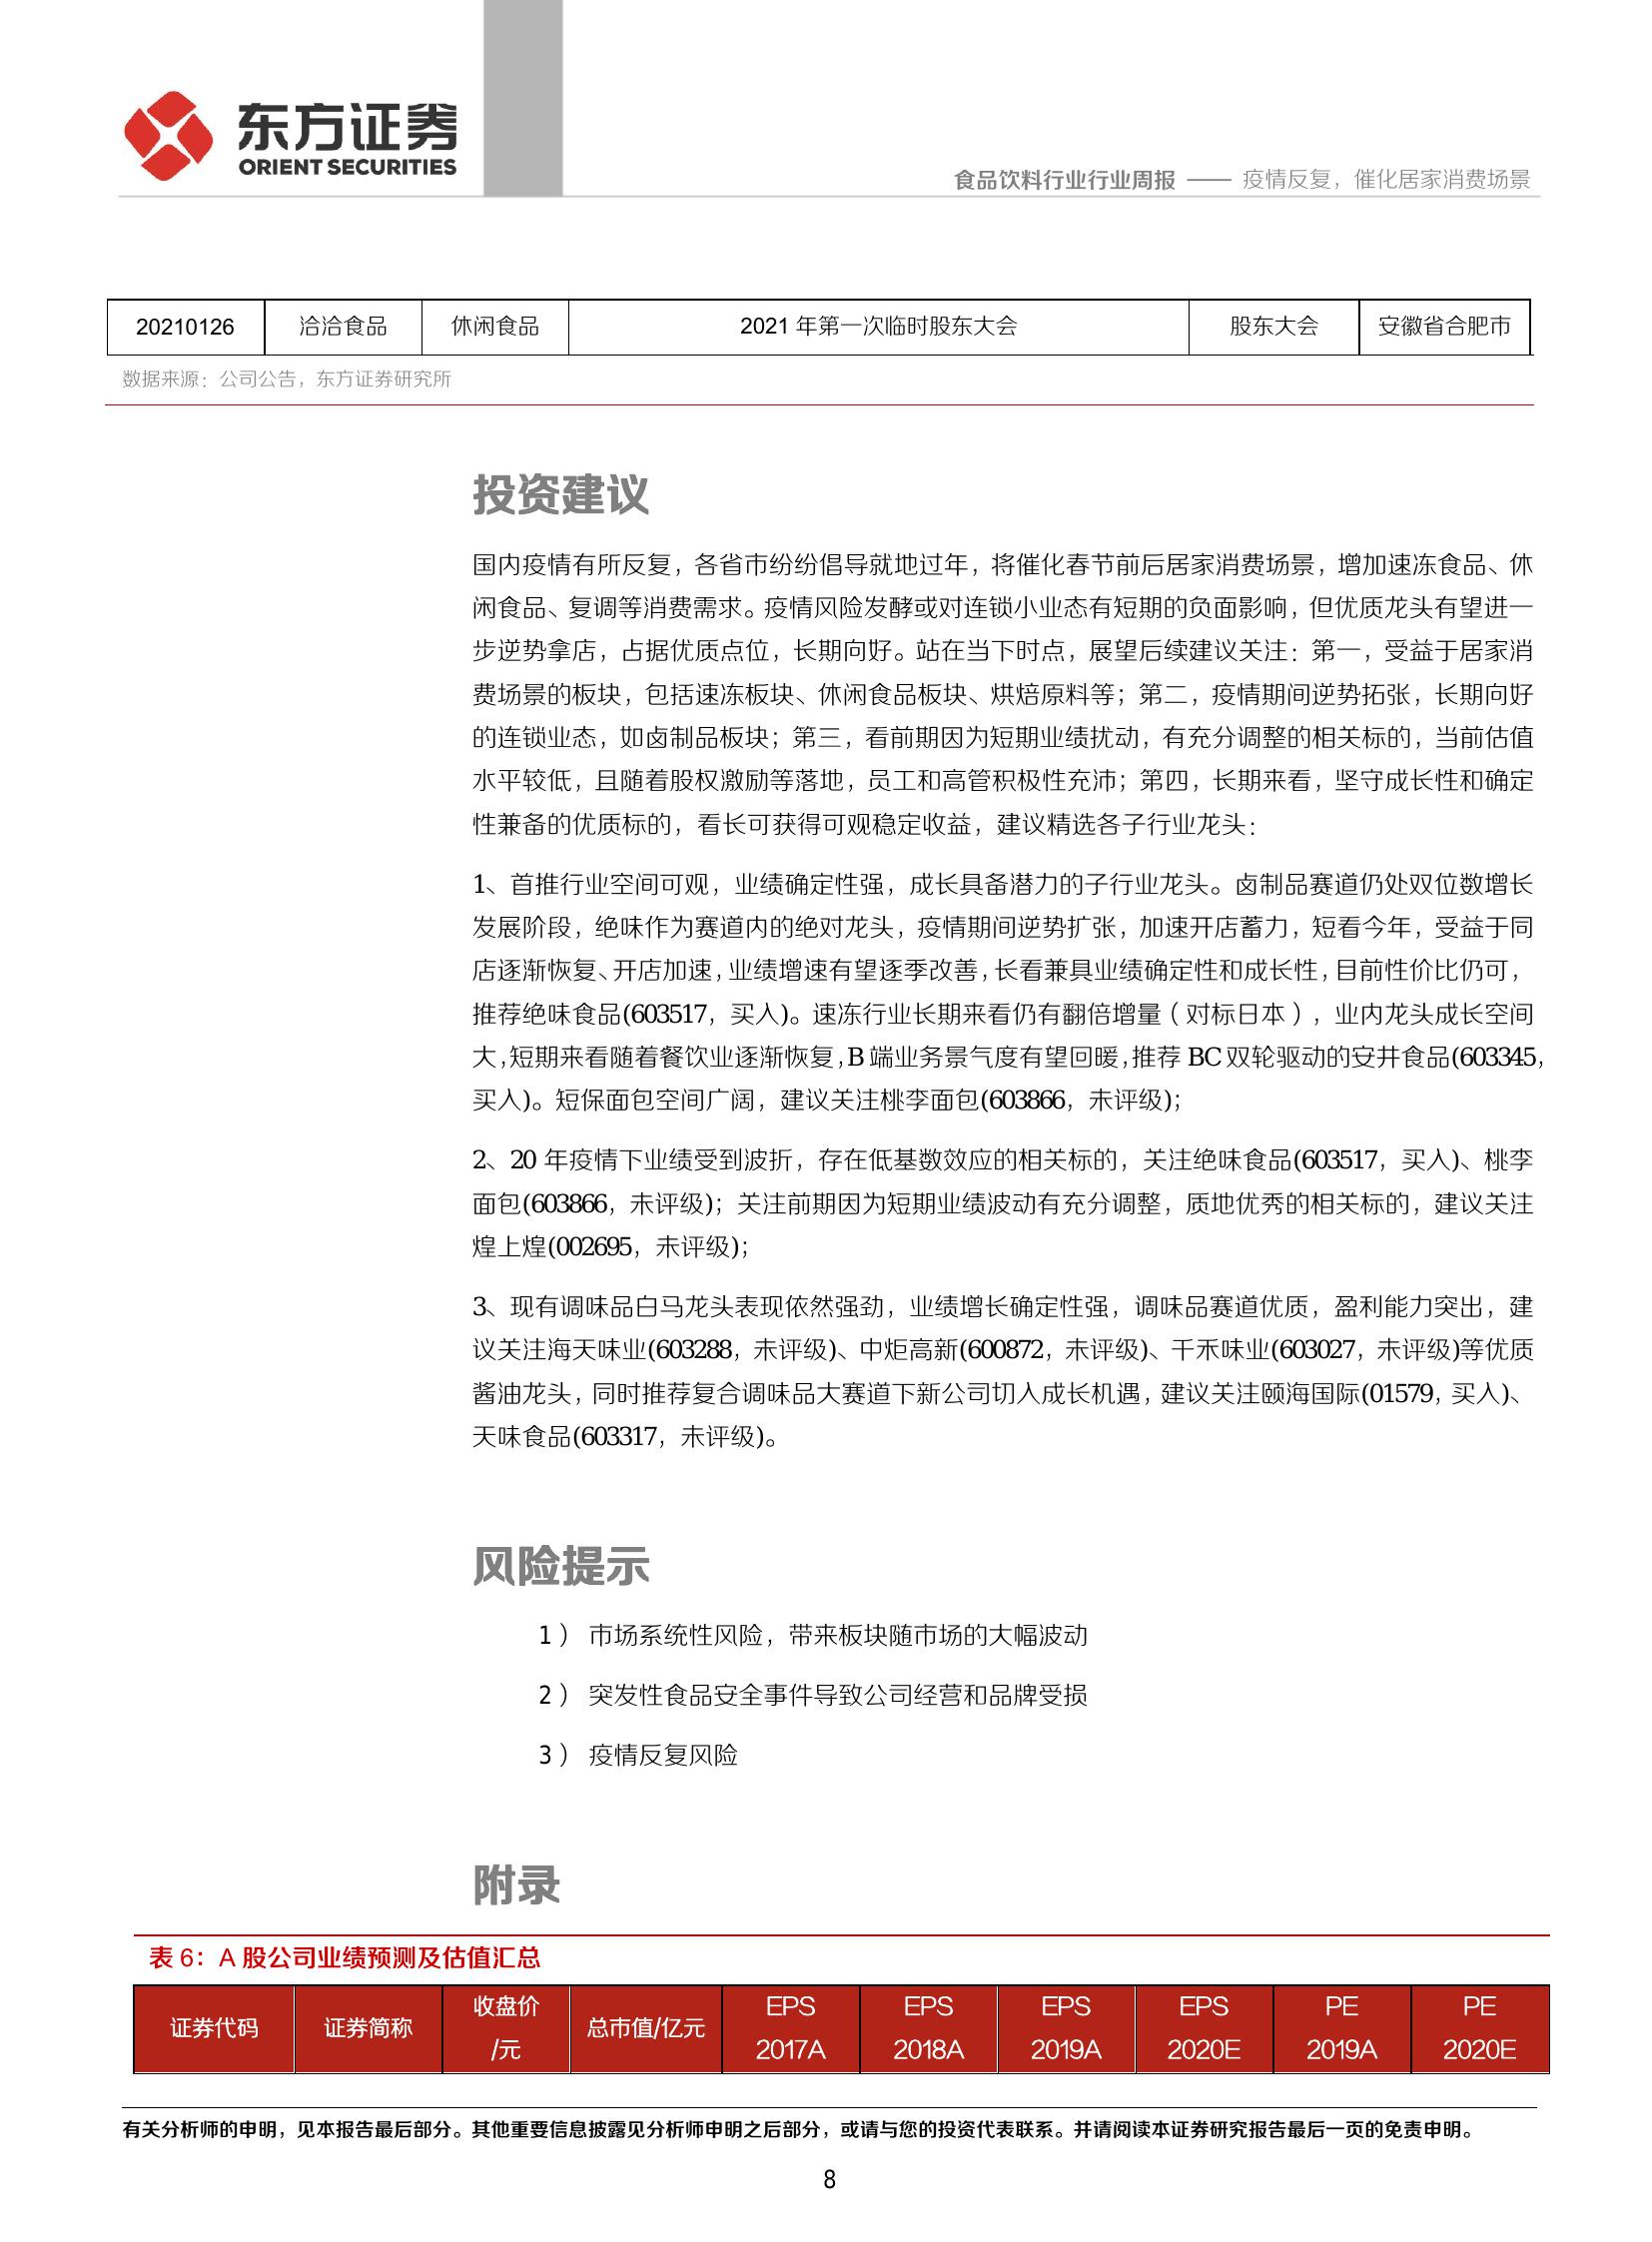 东方证券
ORIENT SECURITIES
食品饮料行业行业周报 —— 疫情反复，催化居家消费场景
20210126 洽洽食品 休闲食品 2021 年第一次临时股东大会 股东大会 安徽省合肥市
数据来源：公司公告，东方证券研究所
投资建议
国内疫情有所反复，各省市纷纷倡导就地过年，将催化春节前后居家消费场景，增加速冻食品、休
闲食品、复调等消费需求。疫情风险发酵或对连锁小业态有短期的负面影响，但优质龙头有望进一
步逆势拿店，占据优质点位，长期向好。站在当下时点，展望后续建议关注：第一，受益于居家消
费场景的板块，包括速冻板块、休闲食品板块、烘焙原料等；第二，疫情期间逆势拓张，长期向好
的连锁业态，如卤制品板块；第三，看前期因为短期业绩扰动，有充分调整的相关标的，当前估值
水平较低，且随着股权激励等落地，员工和高管积极性充沛；第四，长期来看，坚守成长性和确定
性兼备的优质标的，看长可获得可观稳定收益，建议精选各子行业龙头：
1、首推行业空间可观，业绩确定性强，成长具备潜力的子行业龙头。卤制品赛道仍处双位数增长
发展阶段，绝味作为赛道内的绝对龙头，疫情期间逆势扩张，加速开店蓄力，短看今年，受益于同
店逐渐恢复、开店加速，业绩增速有望逐季改善，长看兼具业绩确定性和成长性，目前性价比仍可，
推荐绝味食品(603517，买入)。速冻行业长期来看仍有翻倍增量（对标日本），业内龙头成长空间
大，短期来看随着餐饮业逐渐恢复，B 端业务景气度有望回暖，推荐 BC 双轮驱动的安井食品(603345，
买入)。短保面包空间广阔，建议关注桃李面包(603866，未评级)；
2、20 年疫情下业绩受到波折，存在低基数效应的相关标的，关注绝味食品(603517，买入)、桃李
面包(603866，未评级)；关注前期因为短期业绩波动有充分调整，质地优秀的相关标的，建议关注
煌上煌(002695，未评级)；
3、现有调味品白马龙头表现依然强劲，业绩增长确定性强，调味品赛道优质，盈利能力突出，建
议关注海天味业(603288，未评级)、中炬高新(600872，未评级)、千禾味业(603027，未评级)等优质
酱油龙头，同时推荐复合调味品大赛道下新公司切入成长机遇，建议关注颐海国际(01579，买入)、
天味食品(603317，未评级)。
风险提示
1） 市场系统性风险，带来板块随市场的大幅波动
2） 突发性食品安全事件导致公司经营和品牌受损
3） 疫情反复风险
附录
表 6：A 股公司业绩预测及估值汇总
证券代码 证券简称 收盘价/元 总市值/亿元 EPS 2017A EPS 2018A EPS 2019A EPS 2020E PE 2019A PE 2020E
有关分析师的申明，见本报告最后部分。其他重要信息披露见分析师申明之后部分，或请与您的投资代表联系。并请阅读本证券研究报告最后一页的免责申明。
8